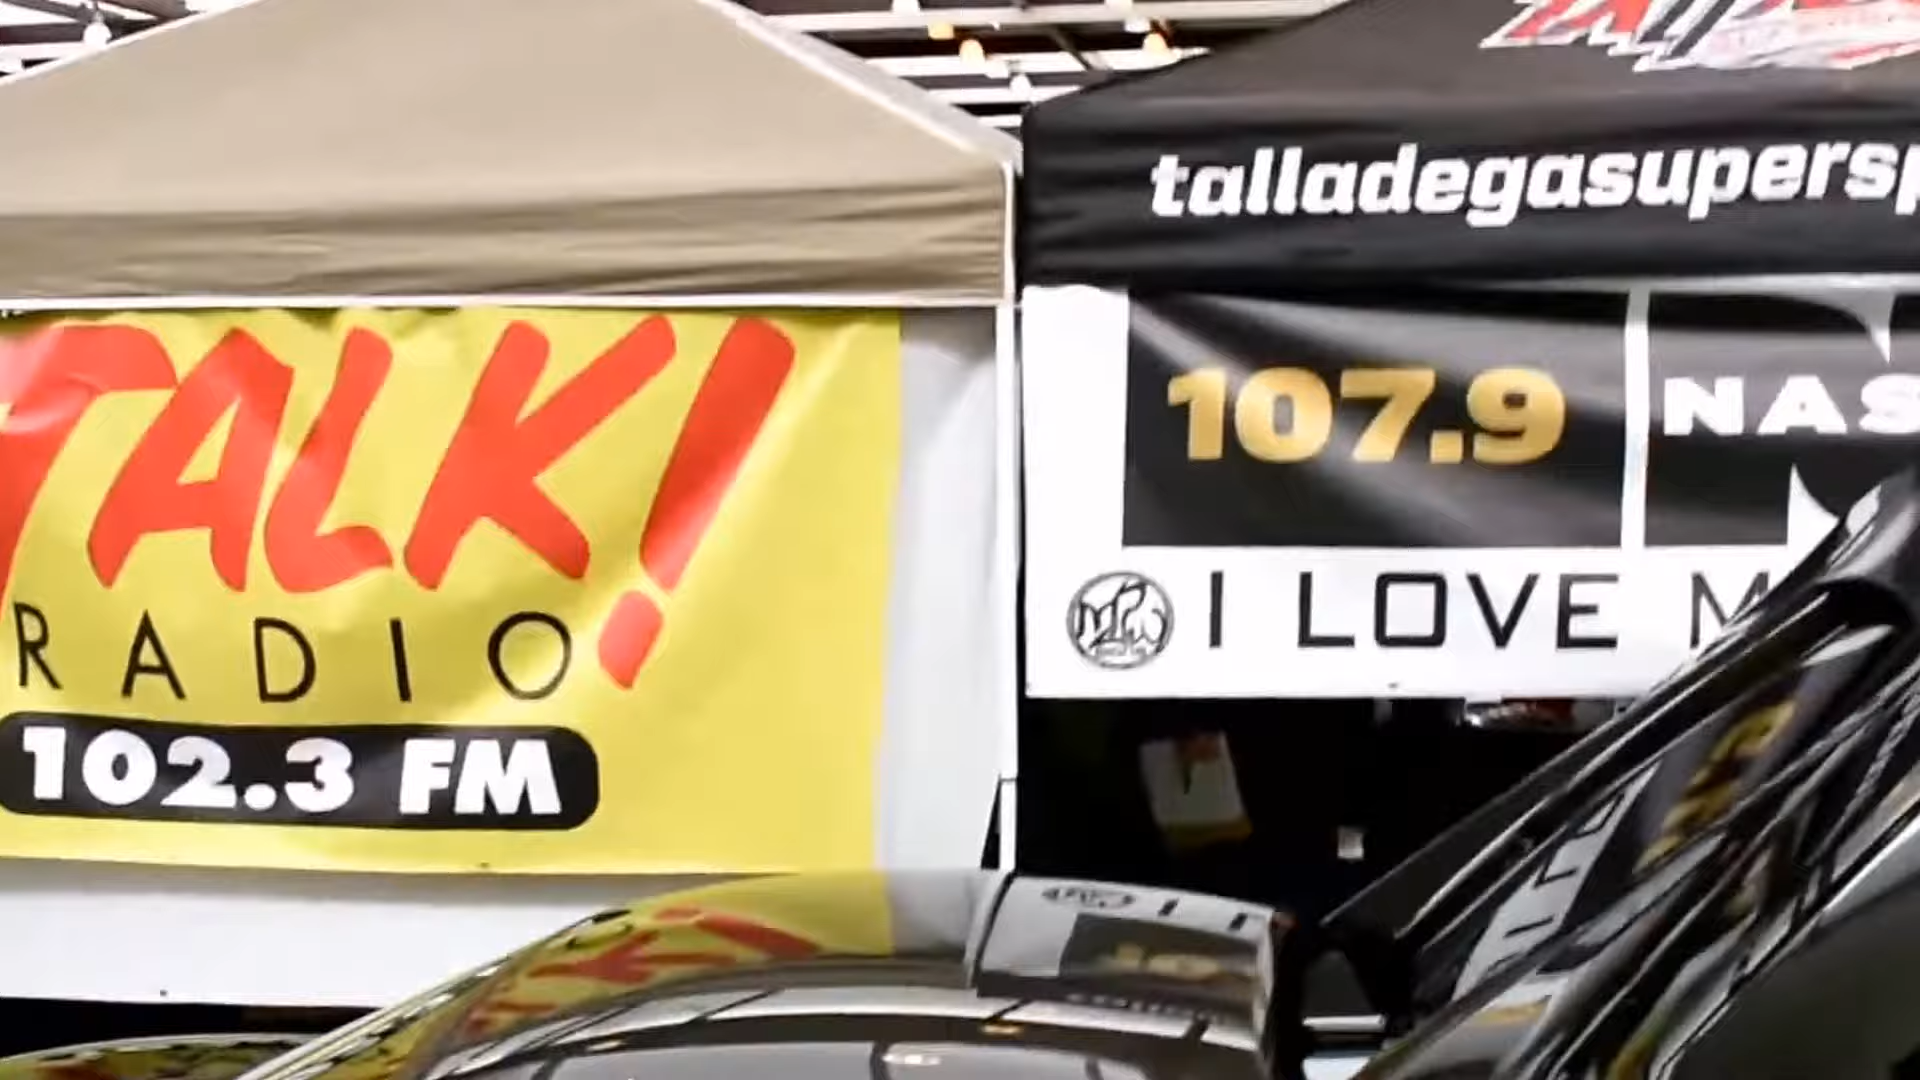 TALK!
RADIO
102.3 FM
talladegasupersp
107.9
NAS
I LOVE M